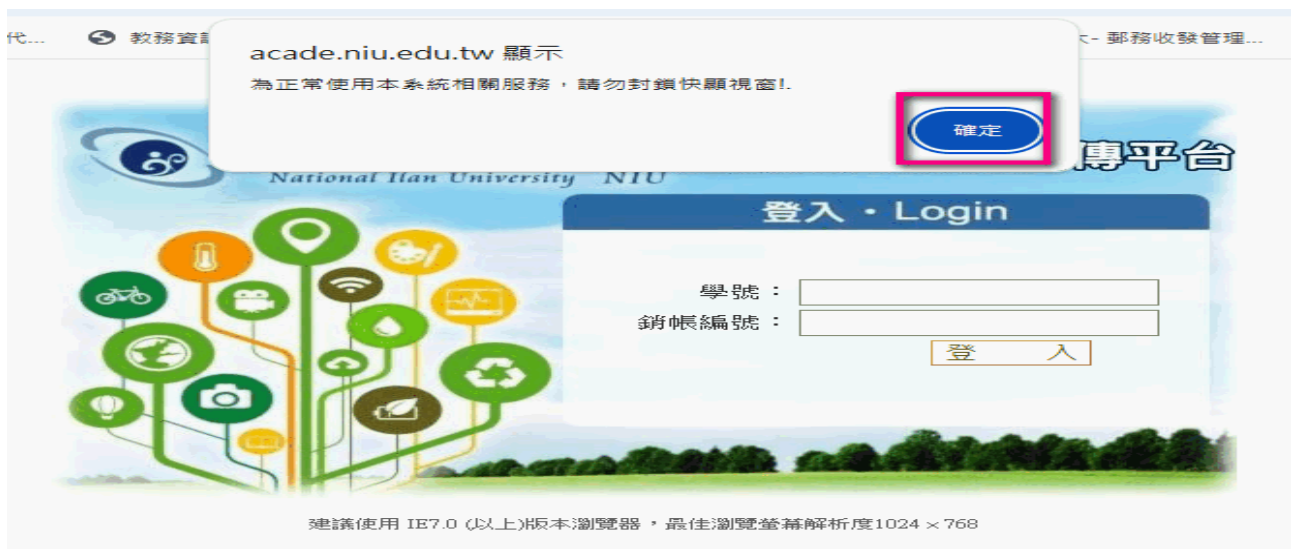 代...
教務資訊
- 郵務收發管理...
acade.niu.edu.tw 顯示
為正常使用本系統相關服務，請勿封鎖快顯視窗!.
確定
傳平台
National Ilan University NIU
登入・Login
學號：
銷帳編號：
登 入
建議使用 IE7.0 (以上)版本瀏覽器，最佳瀏覽螢幕解析度1024 × 768